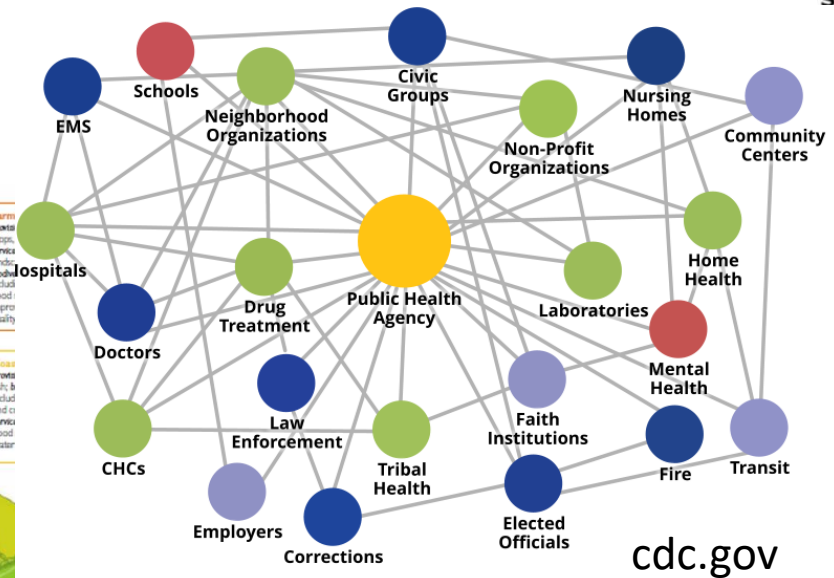 Civic
Groups
Schools
Neighborhood
Organizations
EMS
Nursing
Homes
Community
Centers
Non-Profit
Organizations
Hospitals
Home
Health
Public Health
Agency
Laboratories
Drug
Treatment
Doctors
Mental
Health
Law
Enforcement
Faith
Institutions
CHCs
Tribal
Health
Fire
Transit
Employers
Corrections
Elected
Officials
cdc.gov